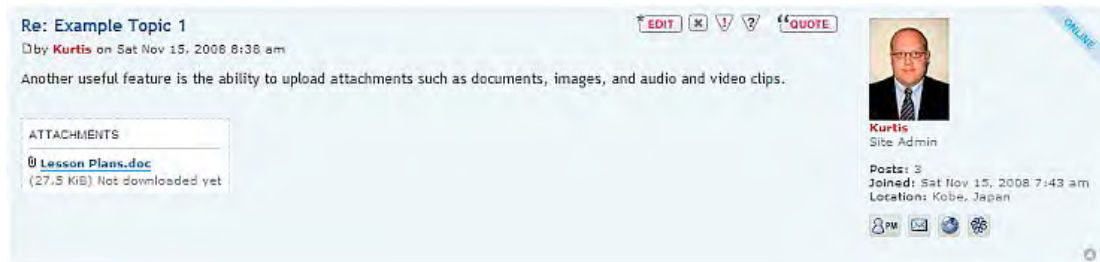 Re: Example Topic 1
EDIT
QUOTE
ONLINE
by Kurtis on Sat Nov 15, 2008 8:38 am
Another useful feature is the ability to upload attachments such as documents, images, and audio and video clips.
ATTACHMENTS
Lesson Plans.doc
(27.5 KiB) Not downloaded yet
Kurtis
Site Admin
Posts: 3
Joined: Sat Nov 15, 2008 7:43 am
Location: Kobe, Japan
PM